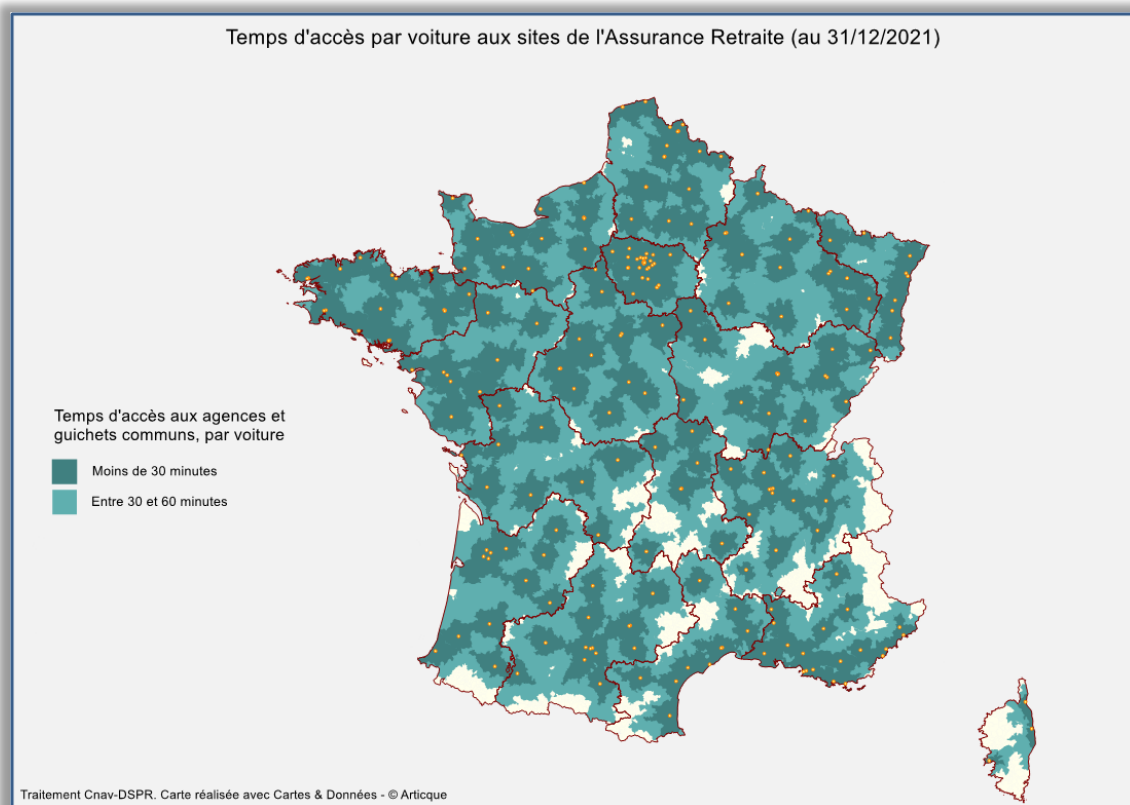 Temps d'accès par voiture aux sites de l'Assurance Retraite (au 31/12/2021)
Temps d'accès aux agences et
guichets communs, par voiture
Moins de 30 minutes
Entre 30 et 60 minutes
Traitement Cnav-DSPR. Carte réalisée avec Cartes & Données - © Articque